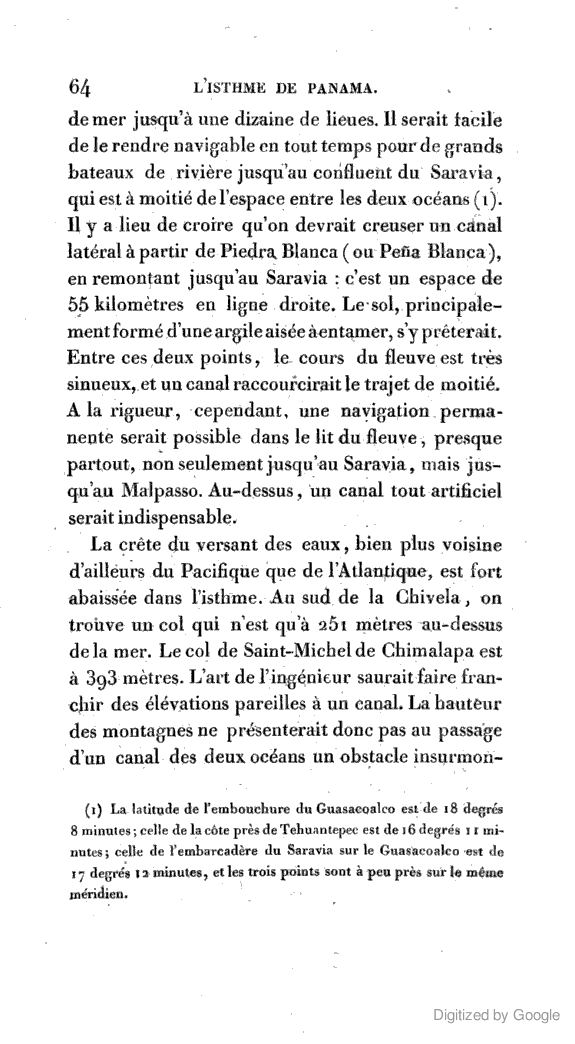 64 L'ISTHME DE PANAMA.
de mer jusqu'à une dizaine de lieues. Il serait facile
de le rendre navigable en tout temps pour de grands
bateaux de rivière jusqu'au confluent du Saravia,
qui est à moitié de l'espace entre les deux océans (1).
Il y a lieu de croire qu'on devrait creuser un canal
latéral à partir de Piedra Blanca (ou Peña Blanca),
en remontant jusqu'au Saravia : c'est un espace de
55 kilomètres en ligne droite. Le sol, principale-
ment formé d'une argile aisée à entamer, s'y prêterait.
Entre ces deux points, le cours du fleuve est très
sinueux, et un canal raccourcirait le trajet de moitié.
A la rigueur, cependant, une navigation perma-
nente serait possible dans le lit du fleuve, presque
partout, non seulement jusqu'au Saravia, mais jus-
qu'au Malpasso. Au-dessus, un canal tout artificiel
serait indispensable.
La crête du versant des eaux, bien plus voisine
d'ailleurs du Pacifique que de l'Atlantique, est fort
abaissée dans l'isthme. Au sud de la Chivela, on
trouve un col qui n'est qu'à 251 mètres au-dessus
de la mer. Le col de Saint-Michel de Chimalapa est
à 393 mètres. L'art de l'ingénieur saurait faire fran-
chir des élévations pareilles à un canal. La hauteur
des montagnes ne présenterait donc pas au passage
d'un canal des deux océans un obstacle insurmon-
(1) La latitude de l'embouchure du Guasacoalco est de 18 degrés
8 minutes; celle de la côte près de Tehuantepec est de 16 degrés 11 mi-
nutes; celle de l'embarcadère du Saravia sur le Guasacoalco est de
17 degrés 12 minutes, et les trois points sont à peu près sur le même
méridien.
Digitized by Google